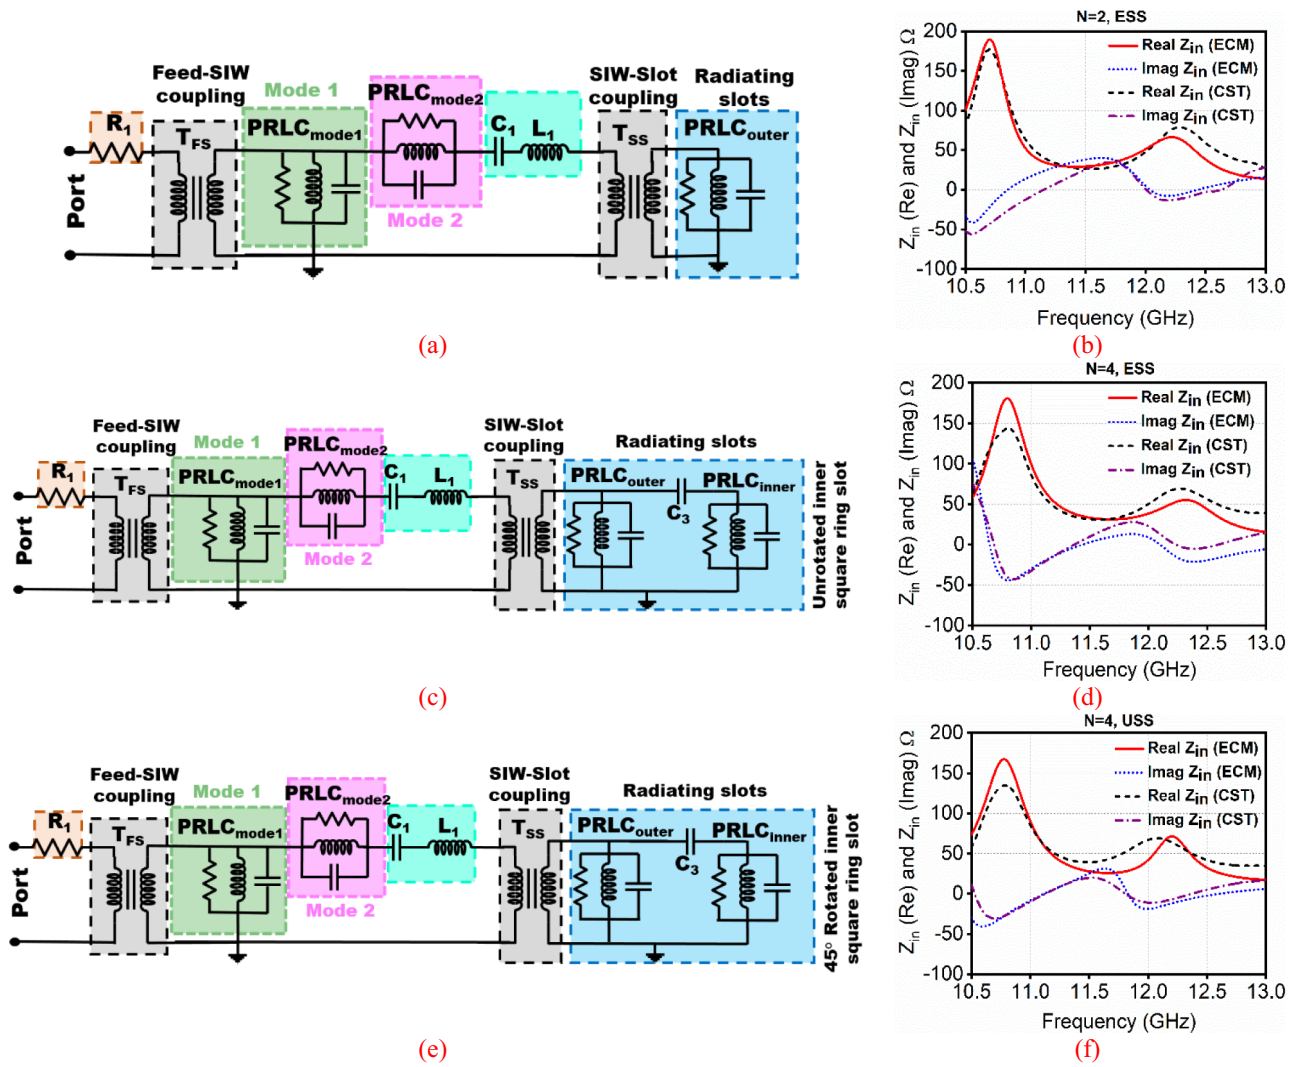 Feed-SIW
coupling
Mode 1
PRLCmode2
SIW-Slot
coupling
Radiating
slots
R1
TFS
PRLCmode1
C1
L1
TSS
PRLCouter
Port
Mode 2
(a)
N=2, ESS
Zin (Re) and Zin (Imag) Ω
200
150
100
50
0
-50
-100
Real Zin (ECM)
Imag Zin (ECM)
Real Zin (CST)
Imag Zin (CST)
10.5 11.0 11.5 12.0 12.5 13.0
Frequency (GHz)
(b)
Feed-SIW
coupling
Mode 1
PRLCmode2
SIW-Slot
coupling
Radiating slots
R1
TFS
PRLCmode1
C1
L1
TSS
PRLCouter
C3
PRLCinner
Port
Mode 2
Unrotated inner
square ring slot
(c)
N=4, ESS
Zin (Re) and Zin (Imag) Ω
200
150
100
50
0
-50
-100
Real Zin (ECM)
Imag Zin (ECM)
Real Zin (CST)
Imag Zin (CST)
10.5 11.0 11.5 12.0 12.5 13.0
Frequency (GHz)
(d)
Feed-SIW
coupling
Mode 1
PRLCmode2
SIW-Slot
coupling
Radiating slots
R1
TFS
PRLCmode1
C1
L1
TSS
PRLCouter
C3
PRLCinner
Port
Mode 2
45° Rotated inner
square ring slot
(e)
N=4, USS
Zin (Re) and Zin (Imag) Ω
200
150
100
50
0
-50
-100
Real Zin (ECM)
Imag Zin (ECM)
Real Zin (CST)
Imag Zin (CST)
10.5 11.0 11.5 12.0 12.5 13.0
Frequency (GHz)
(f)